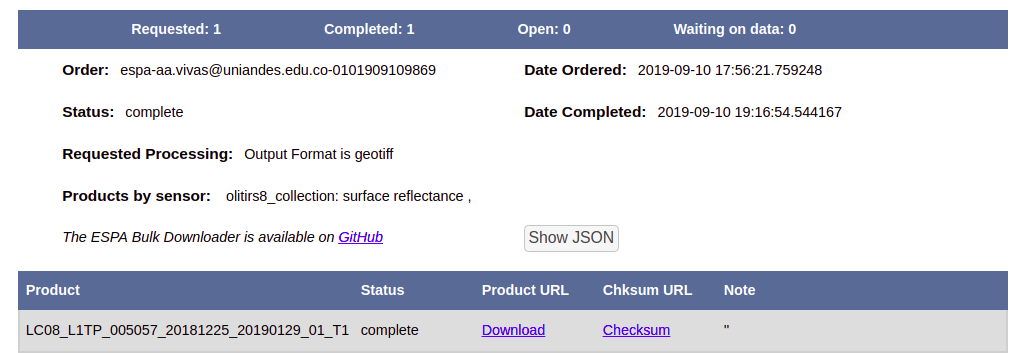 Requested: 1 Completed: 1 Open: 0 Waiting on data: 0
Order: espa-aa.vivas@uniandes.edu.co-0101909109869 Date Ordered: 2019-09-10 17:56:21.759248
Status: complete Date Completed: 2019-09-10 19:16:54.544167
Requested Processing: Output Format is geotiff
Products by sensor: olitirs8_collection: surface reflectance ,
The ESPA Bulk Downloader is available on GitHub Show JSON
Product Status Product URL Chksum URL Note
LC08_L1TP_005057_20181225_20190129_01_T1 complete Download Checksum ''